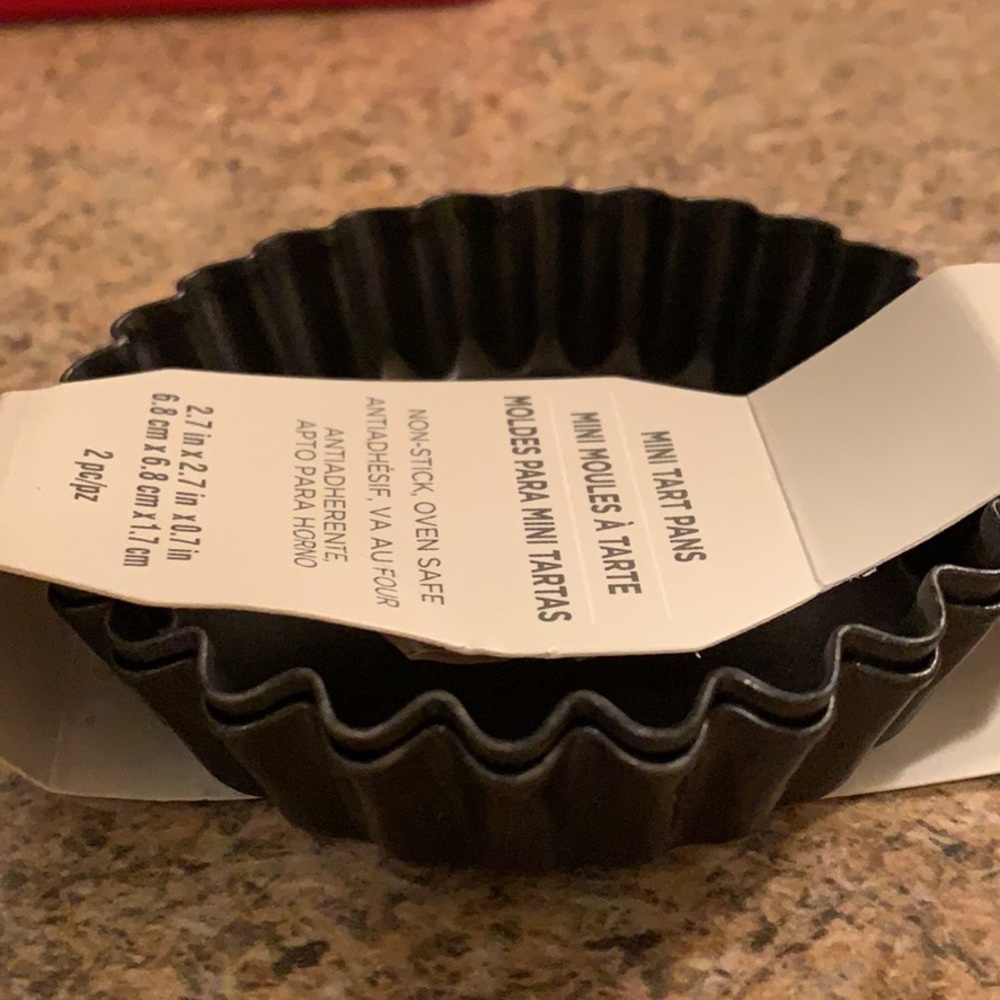 MINI TART PANS
MINI MOULES À TARTE
MOLDES PARA MINI TARTAS
NON-STICK, OVEN SAFE
ANTIADHÉSIF, VA AU FOUR
ANTIADHERENTE,
APTO PARA HORNO
2.7 in x 2.7 in x 0.7 in
6.8 cm x 6.8 cm x 1.7 cm
2 pc/pz